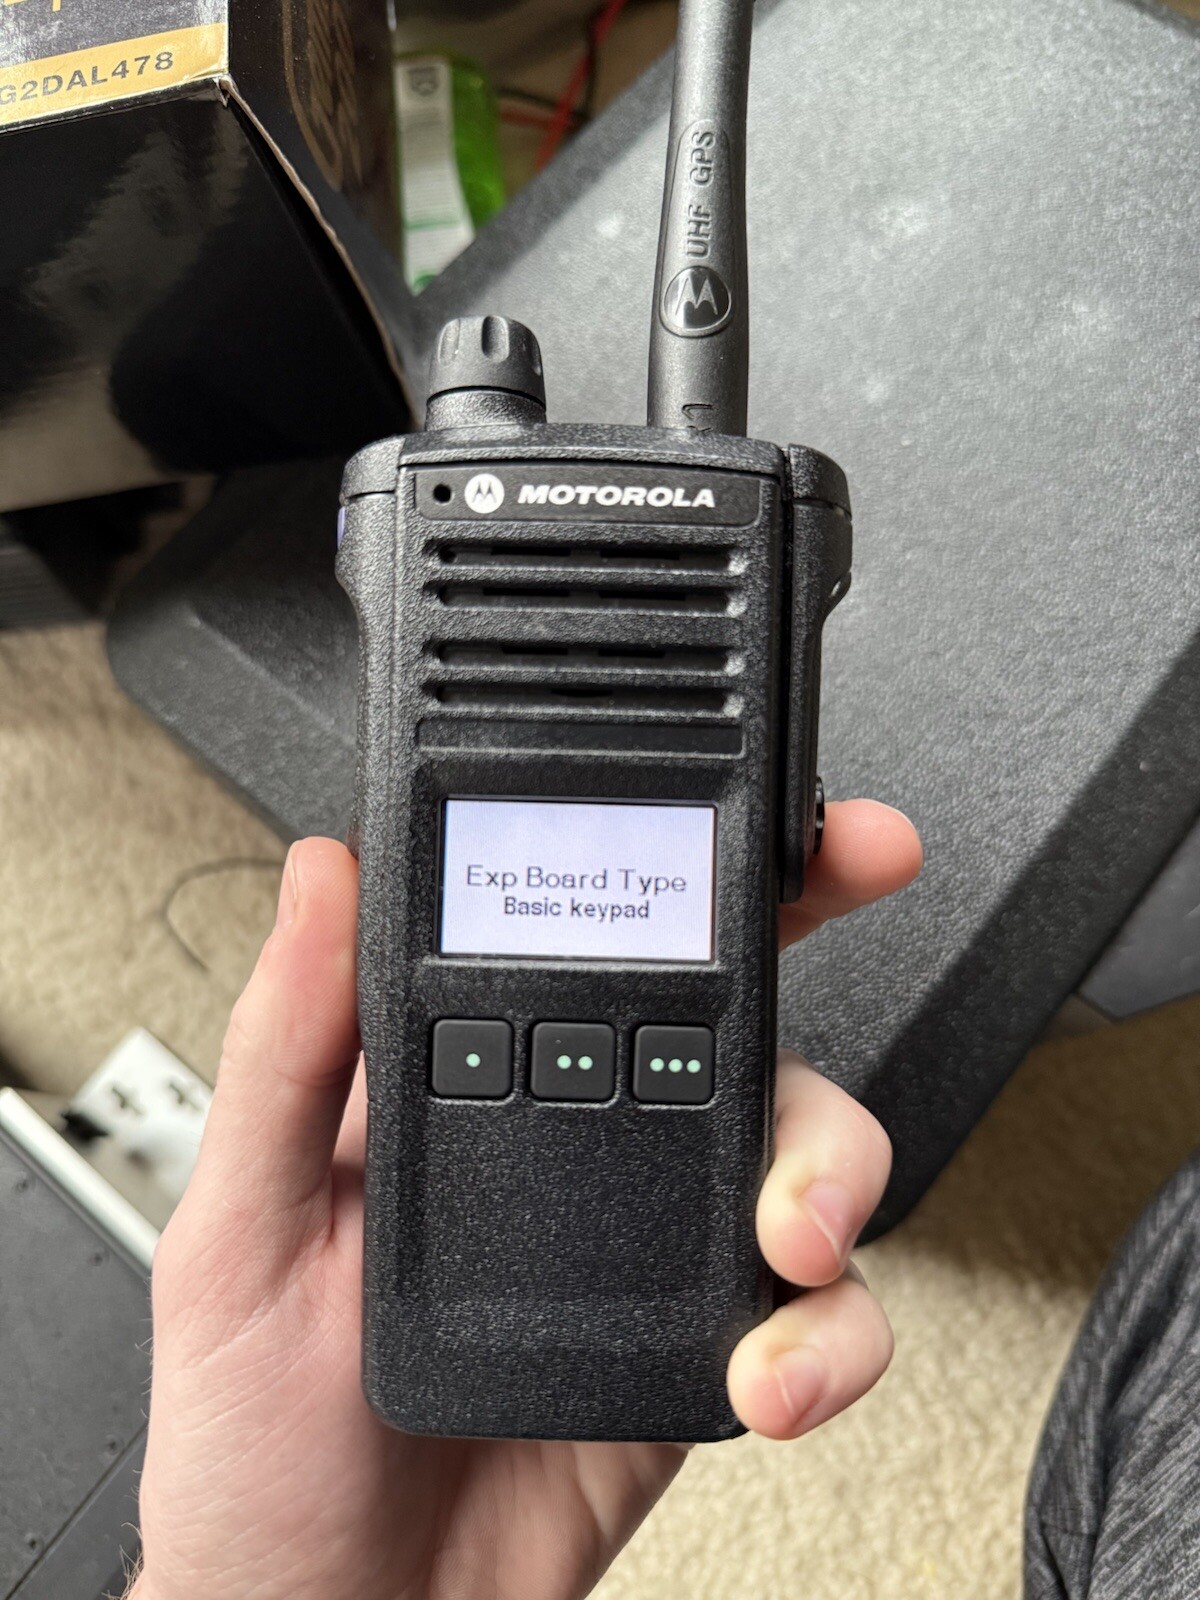 G2DAL478
UHF GPS
MOTOROLA
Exp Board Type
Basic keypad